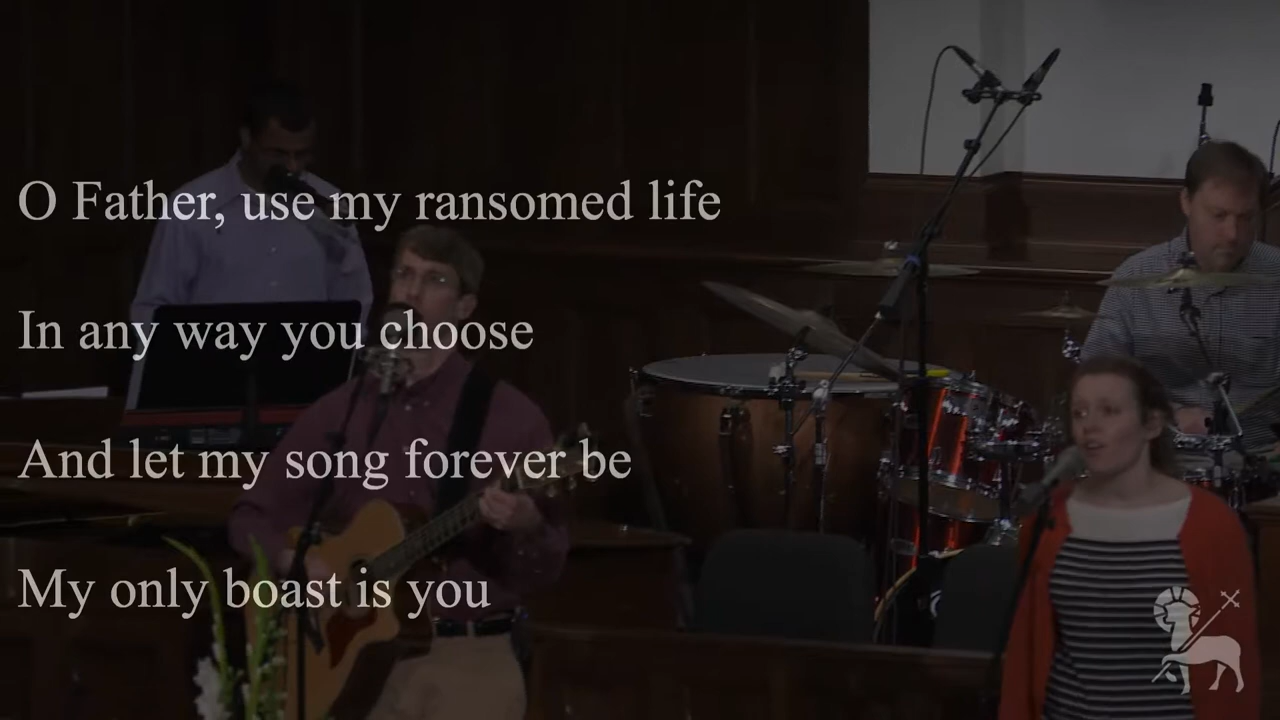 O Father, use my ransomed life
In any way you choose
And let my song forever be
My only boast is you